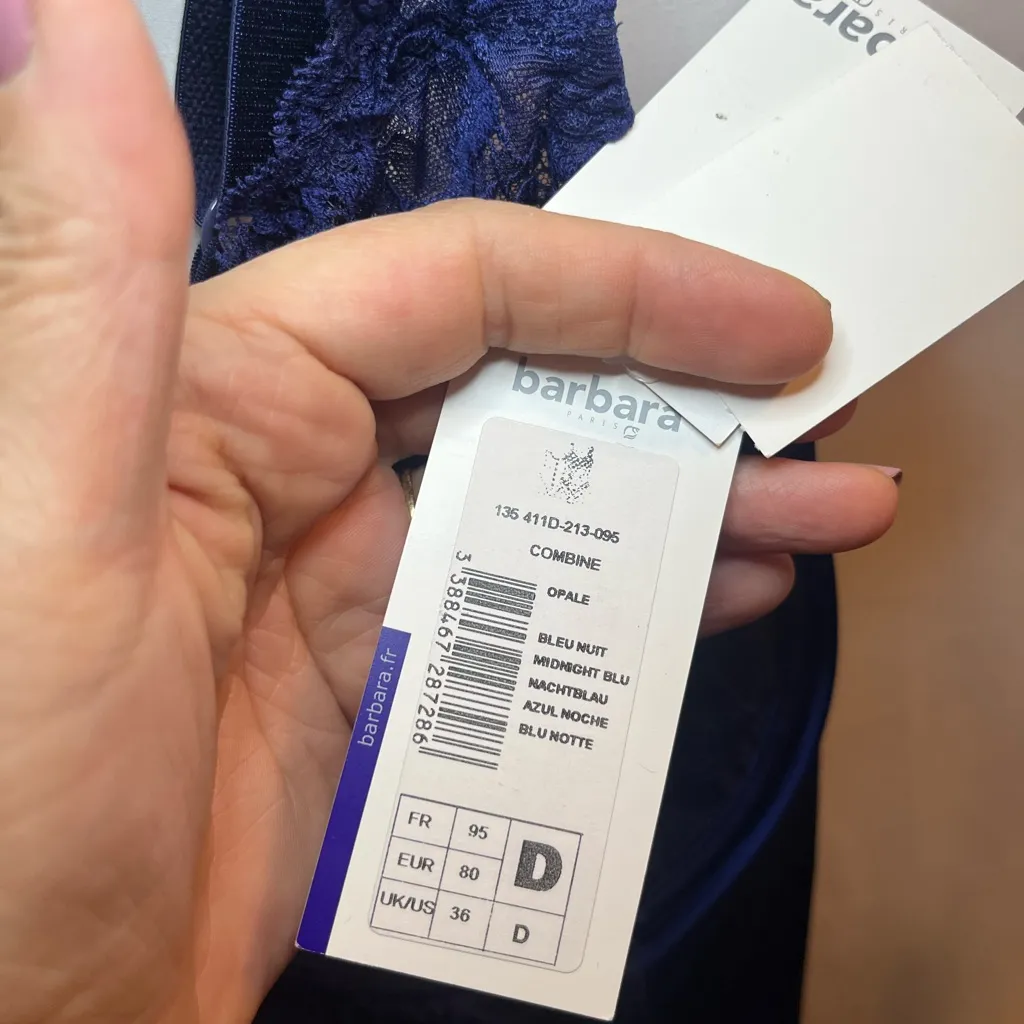 barbara
PARIS
135 411D-213-095
COMBINE
OPALE
BLEU NUIT
MIDNIGHT BLU
NACHTBLAU
AZUL NOCHE
BLU NOTTE
3 388467 287286
barbara.fr
FR 95 D
EUR 80
UK/US 36 D